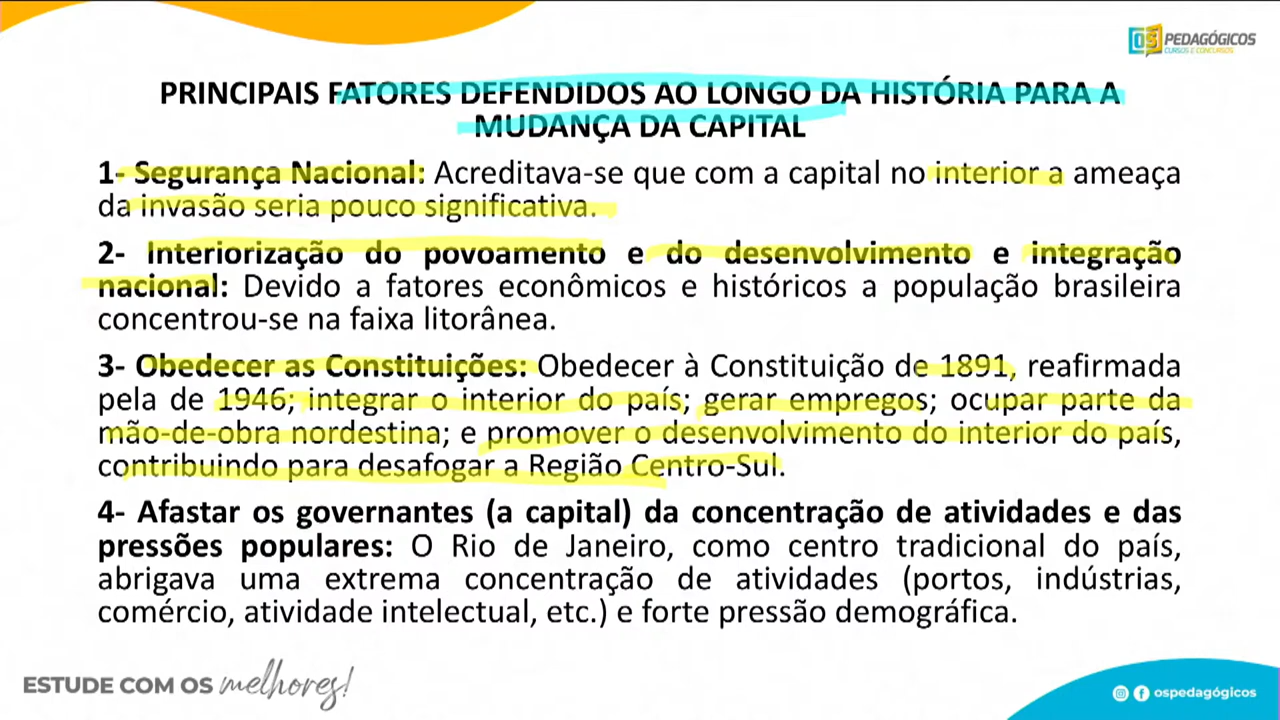 OS PEDAGÓGICOS
CURSOS E CONCURSOS
PRINCIPAIS FATORES DEFENDIDOS AO LONGO DA HISTÓRIA PARA A
MUDANÇA DA CAPITAL
1- Segurança Nacional: Acreditava-se que com a capital no interior a ameaça
da invasão seria pouco significativa.
2- Interiorização do povoamento e do desenvolvimento e integração
nacional: Devido a fatores econômicos e históricos a população brasileira
concentrou-se na faixa litorânea.
3- Obedecer as Constituições: Obedecer à Constituição de 1891, reafirmada
pela de 1946; integrar o interior do país; gerar empregos; ocupar parte da
mão-de-obra nordestina; e promover o desenvolvimento do interior do país,
contribuindo para desafogar a Região Centro-Sul.
4- Afastar os governantes (a capital) da concentração de atividades e das
pressões populares: O Rio de Janeiro, como centro tradicional do país,
abrigava uma extrema concentração de atividades (portos, indústrias,
comércio, atividade intelectual, etc.) e forte pressão demográfica.
ESTUDE COM OS melhores!
ospedagógicos